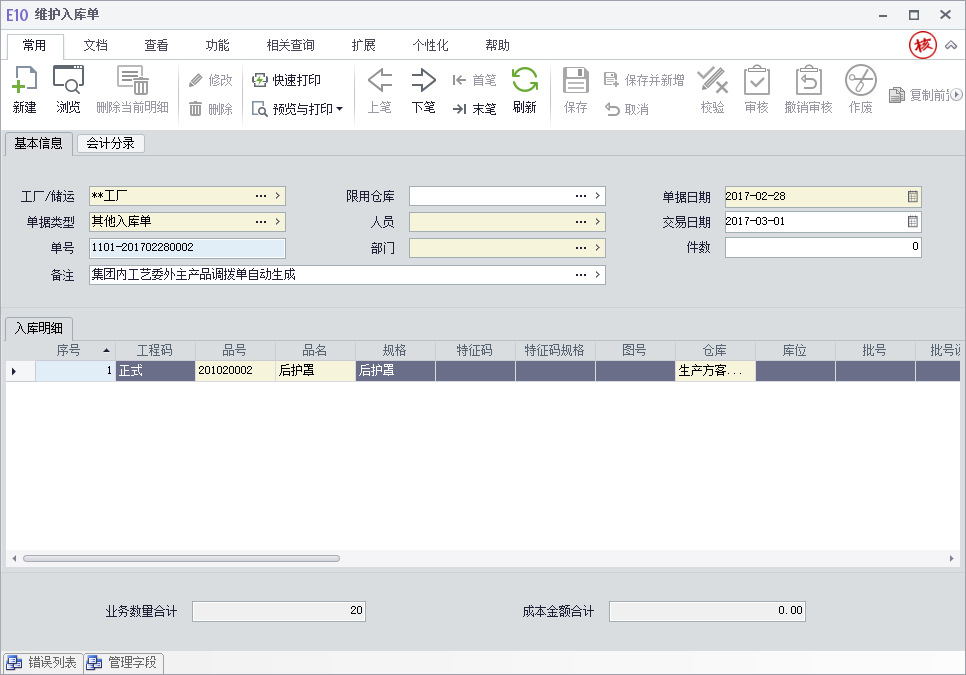 E10 维护入库单
常用 文档 查看 功能 相关查询 扩展 个性化 帮助 核
新建 浏览 删除当前明细 修改 删除 快速打印 预览与打印 上笔 下笔 首笔 末笔 刷新 保存 保存并新增 取消 校验 审核 撤销审核 作废 复制前
基本信息 会计分录
工厂/储运 **工厂 ... 限用仓库 ... 单据日期 2017-02-28
单据类型 其他入库单 ... 人员 ... 交易日期 2017-03-01
单号 1101-201702280002 部门 ... 件数 0
备注 集团内工艺委外主产品调拨单自动生成 ...
入库明细
序号 工程码 品号 品名 规格 特征码 特征码规格 图号 仓库 库位 批号 批号
1 正式 201020002 后护罩 后护罩 生产方客...
业务数量合计 20 成本金额合计 0.00
错误列表 管理字段